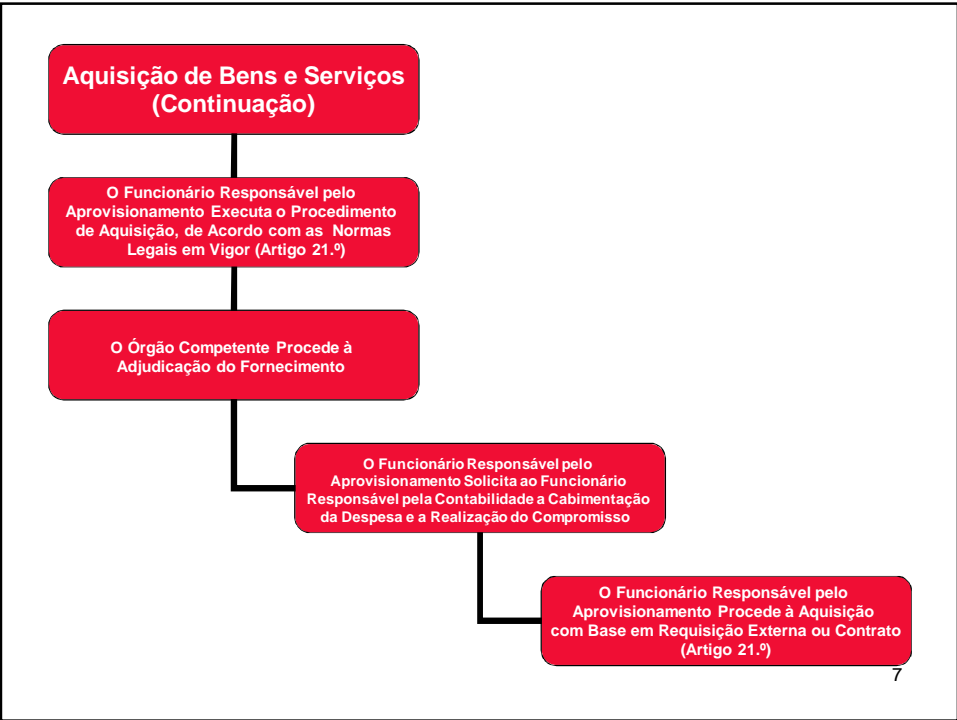 Aquisição de Bens e Serviços
(Continuação)
O Funcionário Responsável pelo
Aprovisionamento Executa o Procedimento
de Aquisição, de Acordo com as Normas
Legais em Vigor (Artigo 21.º)
O Órgão Competente Procede à
Adjudicação do Fornecimento
O Funcionário Responsável pelo
Aprovisionamento Solicita ao Funcionário
Responsável pela Contabilidade a Cabimentação
da Despesa e a Realização do Compromisso
O Funcionário Responsável pelo
Aprovisionamento Procede à Aquisição
com Base em Requisição Externa ou Contrato
(Artigo 21.º)
7